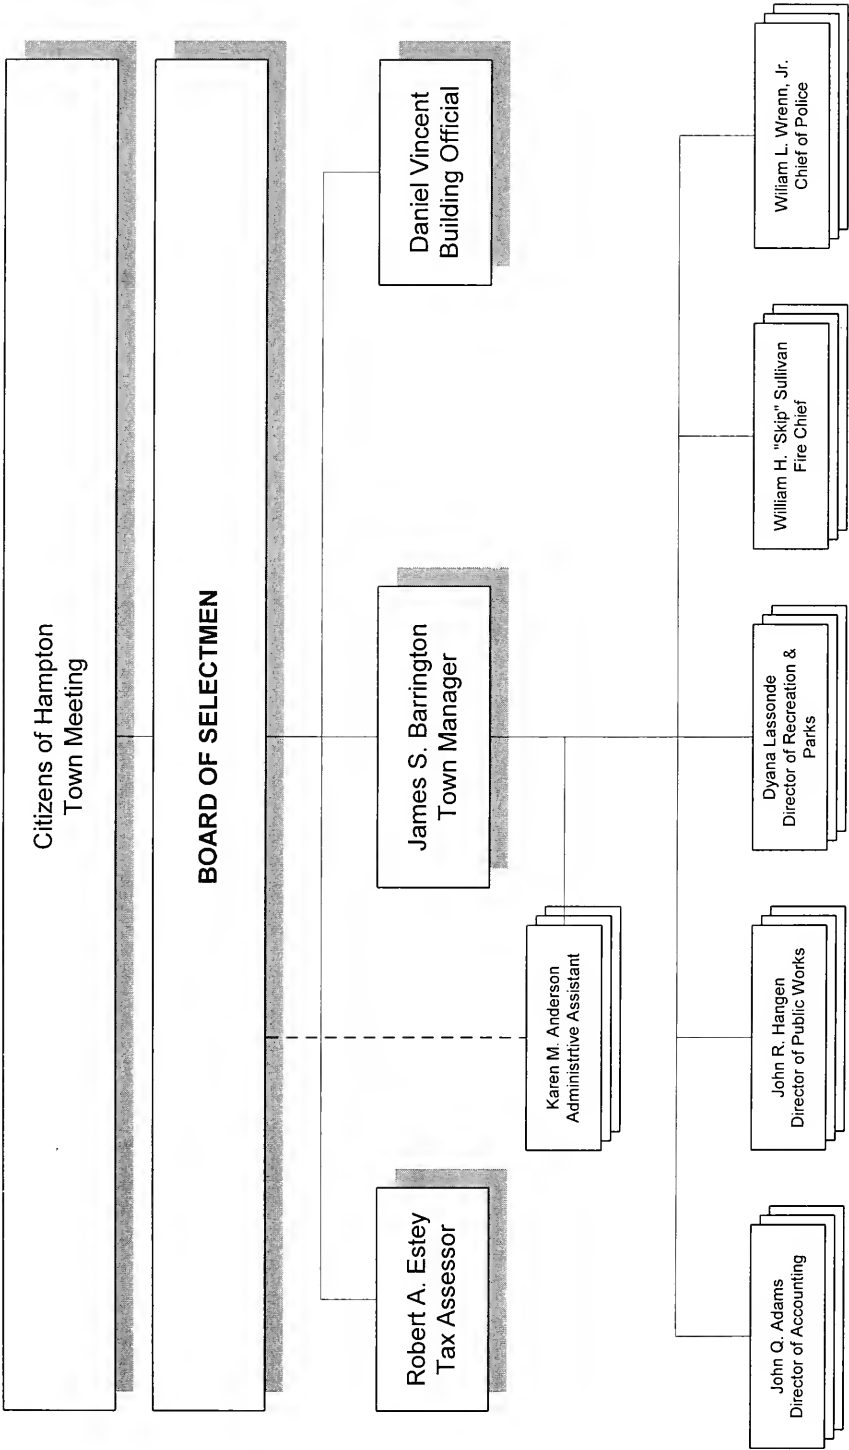 Citizens of Hampton
Town Meeting
BOARD OF SELECTMEN
Robert A. Estey
Tax Assessor
James S. Barrington
Town Manager
Daniel Vincent
Building Official
Karen M. Anderson
Administrtive Assistant
John Q. Adams
Director of Accounting
John R. Hangen
Director of Public Works
Dyana Lassonde
Director of Recreation &
Parks
William H. "Skip" Sullivan
Fire Chief
Wiliam L. Wrenn, Jr.
Chief of Police